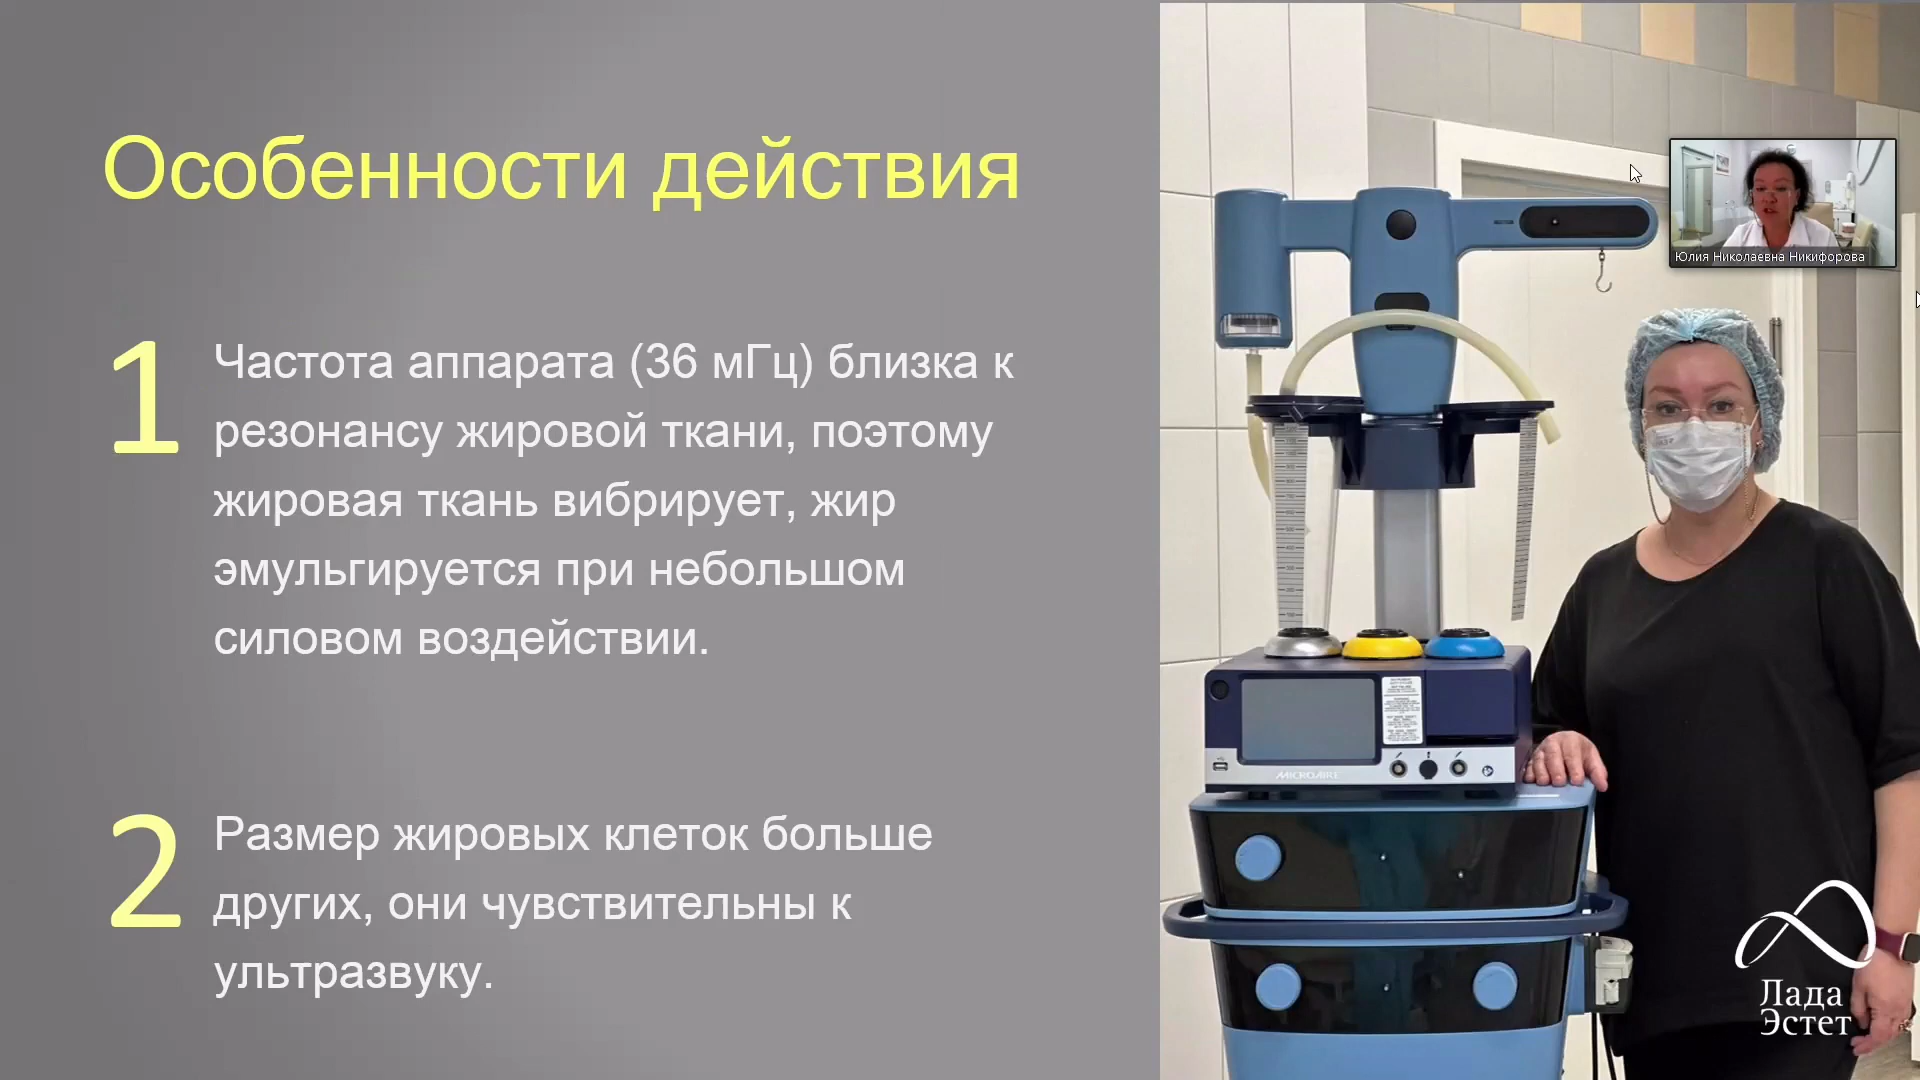 Особенности действия
1
Частота аппарата (36 мГц) близка к
резонансу жировой ткани, поэтому
жировая ткань вибрирует, жир
эмульгируется при небольшом
силовом воздействии.
2
Размер жировых клеток больше
других, они чувствительны к
ультразвуку.
Юлия Николаевна Никифорова
MICROAIRE
Лада
Эстет